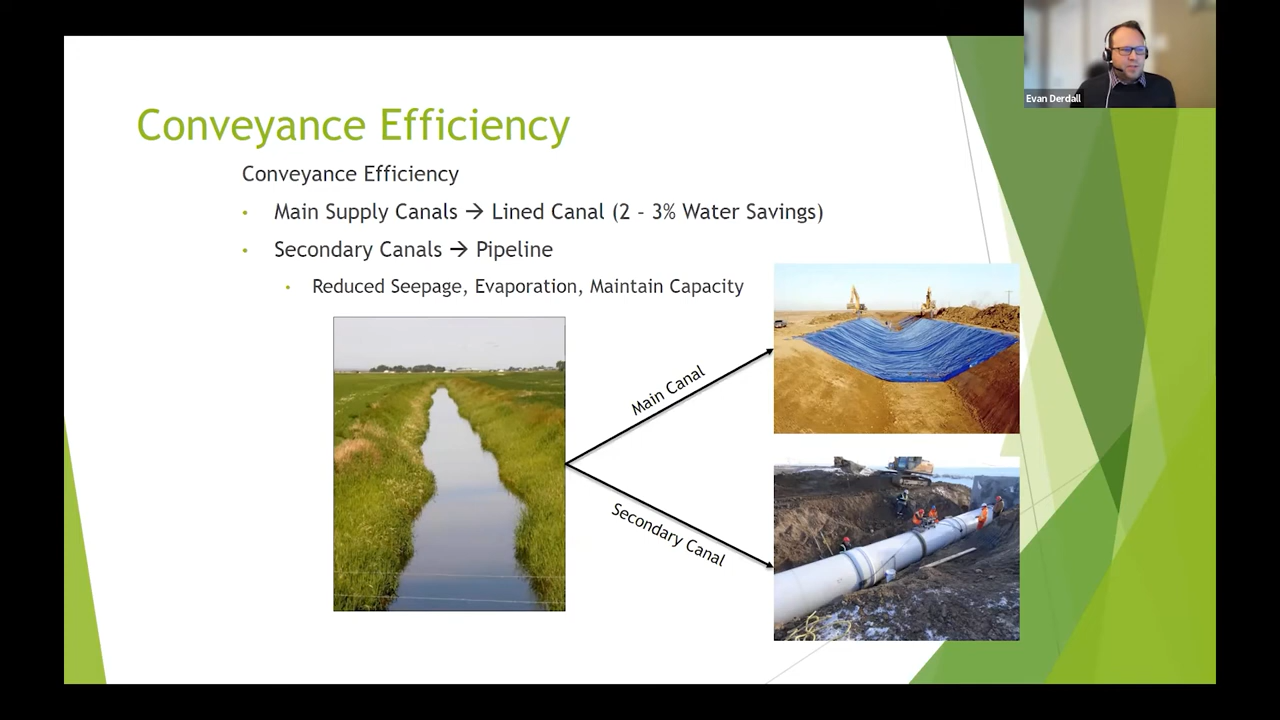 Evan Derdall
Conveyance Efficiency
Conveyance Efficiency
• Main Supply Canals → Lined Canal (2 - 3% Water Savings)
• Secondary Canals → Pipeline
• Reduced Seepage, Evaporation, Maintain Capacity
Main Canal
Secondary Canal